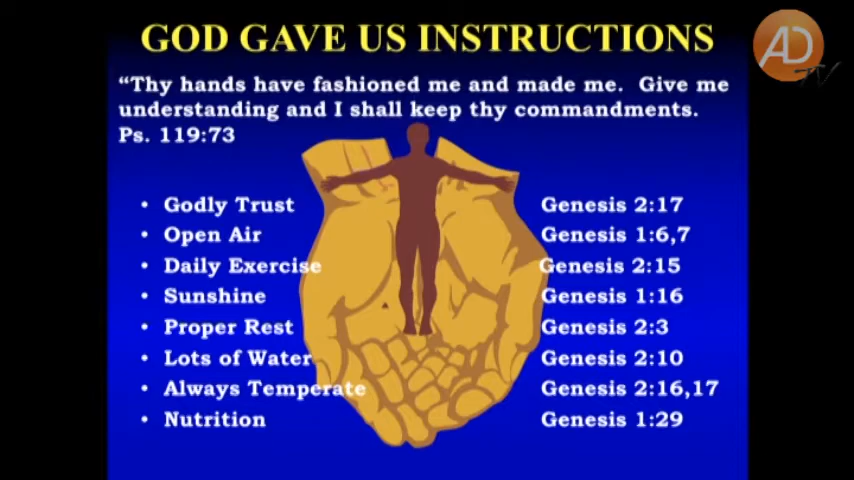 GOD GAVE US INSTRUCTIONS
AD
TV
“Thy hands have fashioned me and made me. Give me
understanding and I shall keep thy commandments.
Ps. 119:73
• Godly Trust Genesis 2:17
• Open Air Genesis 1:6,7
• Daily Exercise Genesis 2:15
• Sunshine Genesis 1:16
• Proper Rest Genesis 2:3
• Lots of Water Genesis 2:10
• Always Temperate Genesis 2:16,17
• Nutrition Genesis 1:29